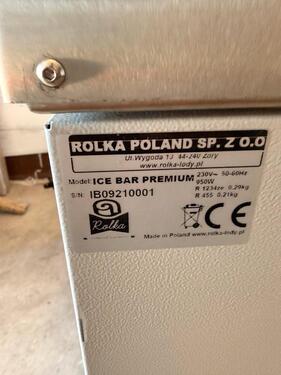 ROLKA POLAND SP. Z O.O
Ul.Wygoda 13 44-240 Żory
www.rolka-lody.pl
Model: ICE BAR PREMIUM
230V~ 50-60Hz
950W
S/N: IB09210001
R 1234ze 0.29kg
R 455 0.21kg
Rolka
CE
Made in Poland www.rolka-lody.pl